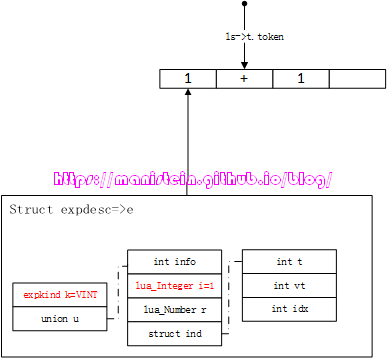 ls->t.token
1 + 1
https://manistein.github.io/blog/
Struct expdesc=>e
int info
int t
expkind k=VINT
lua_Integer i=1
int vt
union u
lua_Number r
int idx
struct ind